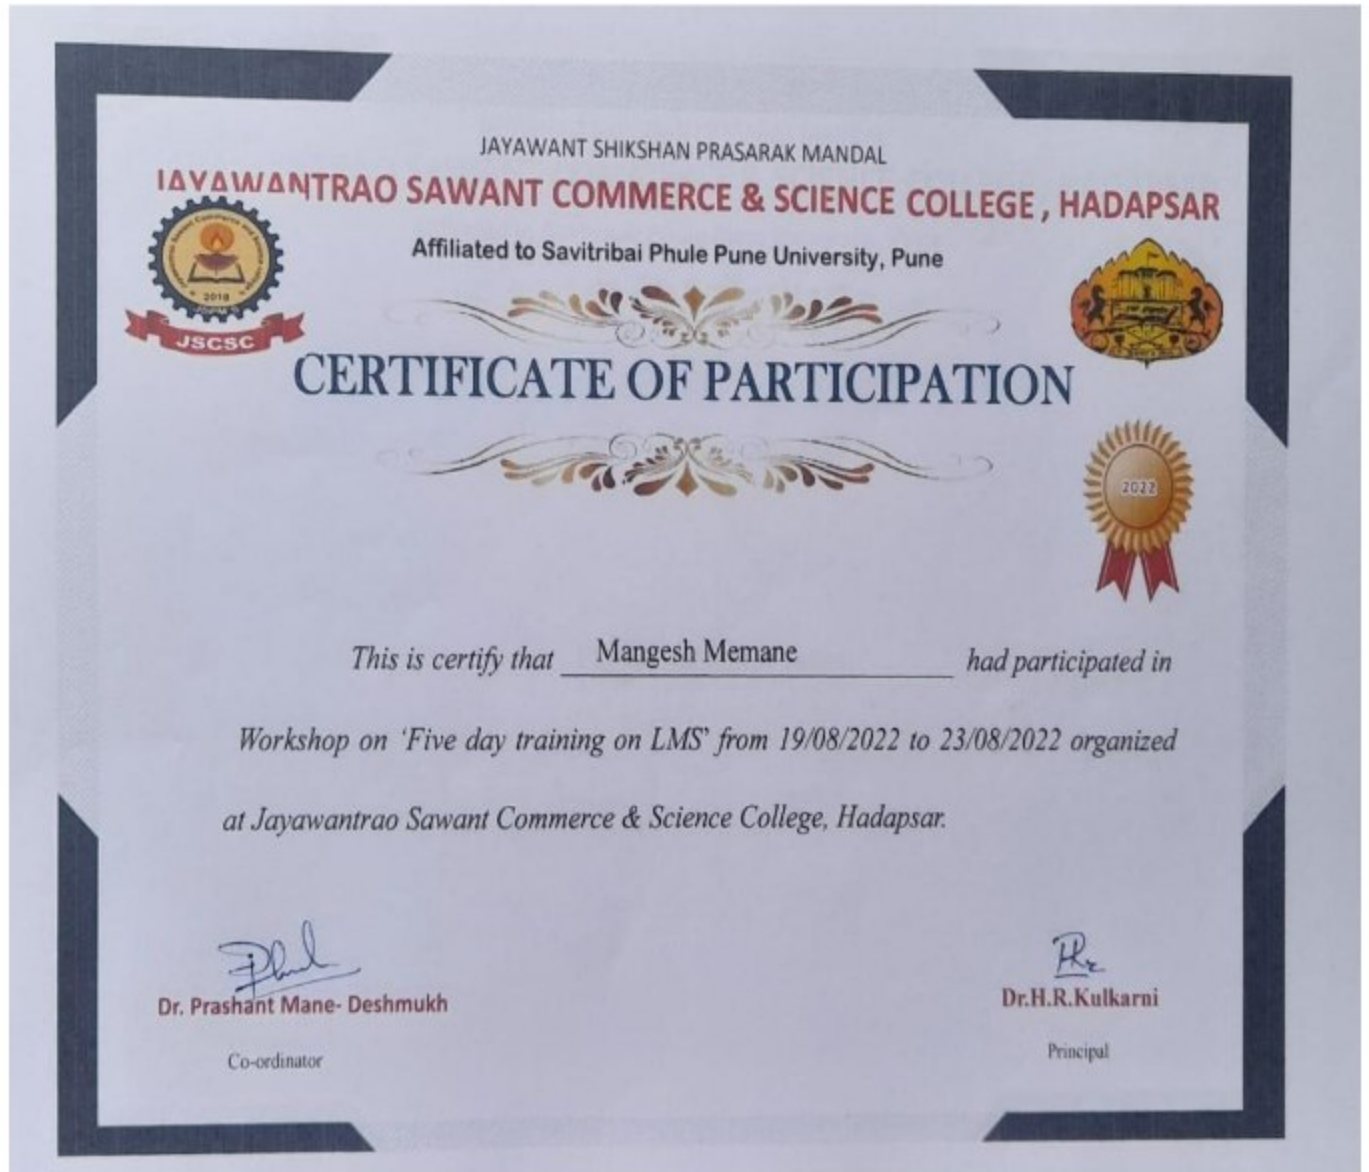 JAYAWANT SHIKSHAN PRASARAK MANDAL
JAYAWANTRAO SAWANT COMMERCE & SCIENCE COLLEGE , HADAPSAR
Affiliated to Savitribai Phule Pune University, Pune
2018
JSCSC
CERTIFICATE OF PARTICIPATION
2022
This is certify that Mangesh Memane had participated in
Workshop on ‘Five day training on LMS’ from 19/08/2022 to 23/08/2022 organized
at Jayawantrao Sawant Commerce & Science College, Hadapsar.
Dr. Prashant Mane- Deshmukh
Co-ordinator
Dr.H.R.Kulkarni
Principal